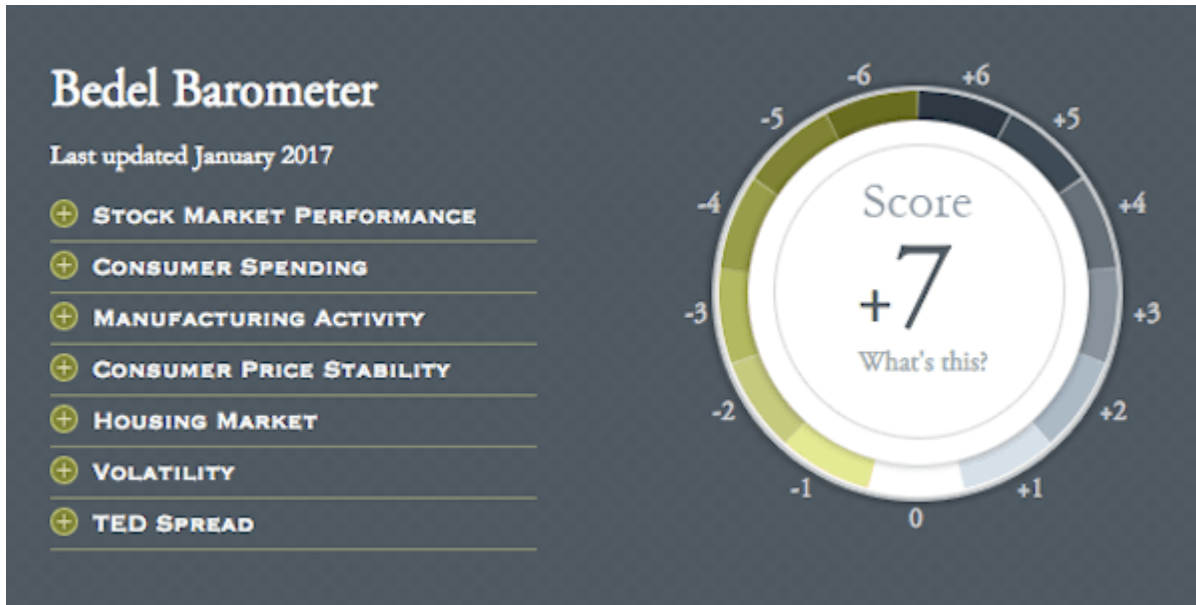 Bedel Barometer
Last updated January 2017
STOCK MARKET PERFORMANCE
CONSUMER SPENDING
MANUFACTURING ACTIVITY
CONSUMER PRICE STABILITY
HOUSING MARKET
VOLATILITY
TED SPREAD
-6 +6
-5 +5
-4 +4
-3 +3
-2 +2
-1 +1
0
Score
+7
What's this?